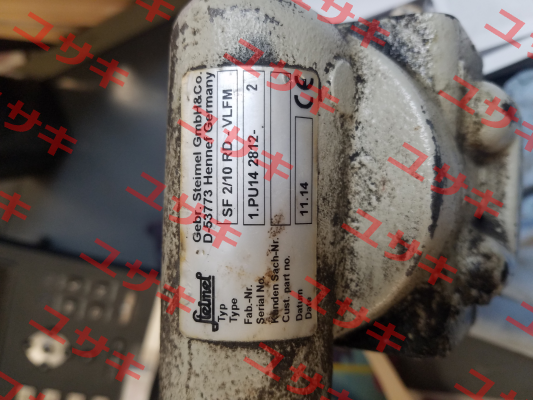 Steimel
Gebr. Steimel GmbH&Co.
D-53773 Hennef Germany
Typ
Type
SF 2/10 RD VLFM
Fab.-Nr.
Serial No.
1.PU14 2812- 2
Kunden Sach-Nr.
Cust. part no.
Datum
Date
11.14
CE
ユサキ